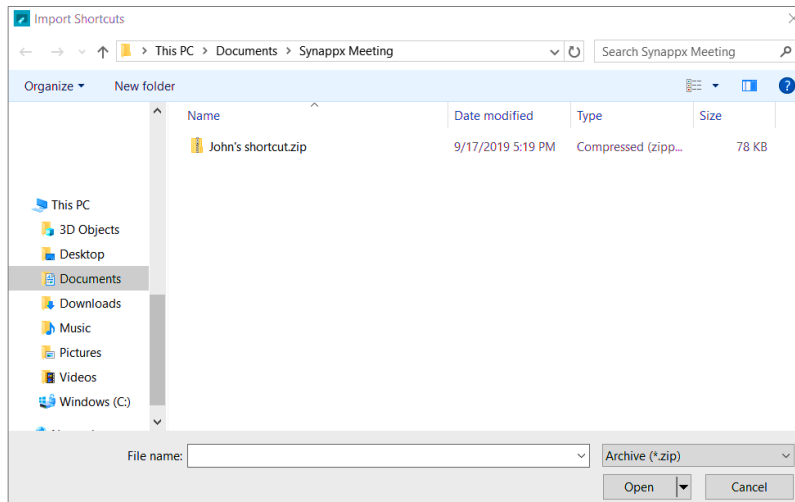 Import Shortcuts
This PC > Documents > Synappx Meeting
Search Synappx Meeting
Organize
New folder
?
Name Date modified Type Size
John's shortcut.zip 9/17/2019 5:19 PM Compressed (zipp... 78 KB
This PC
3D Objects
Desktop
Documents
Downloads
Music
Pictures
Videos
Windows (C:)
File name:
Archive (*.zip)
Open
Cancel